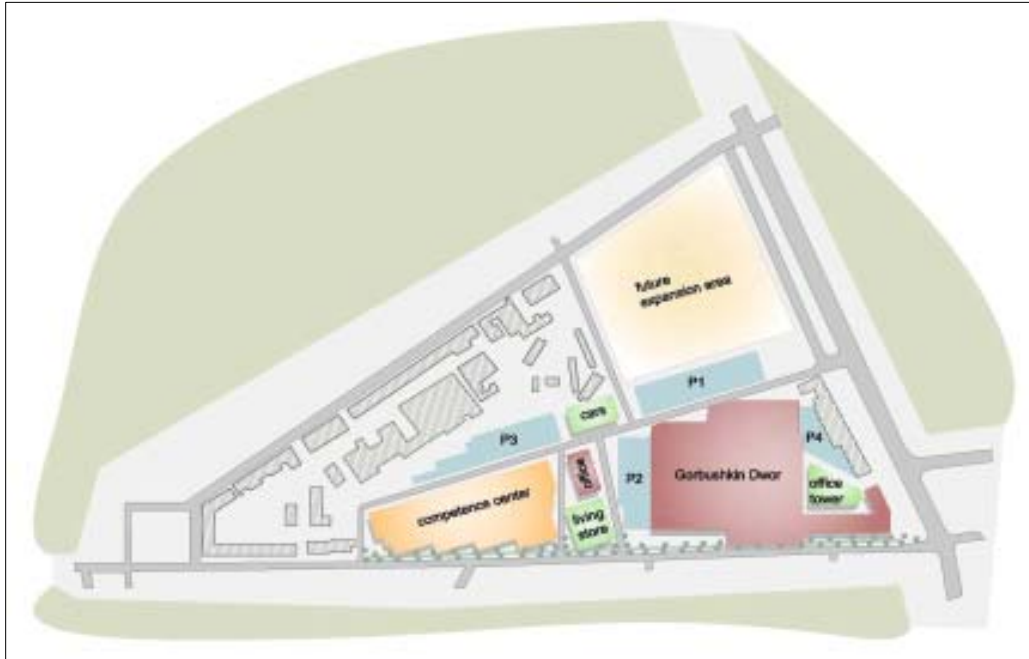 future
expansion area
P1
cars
P3
P4
office
P2
Gorbushkin Dwor
office
tower
competence center
living
store